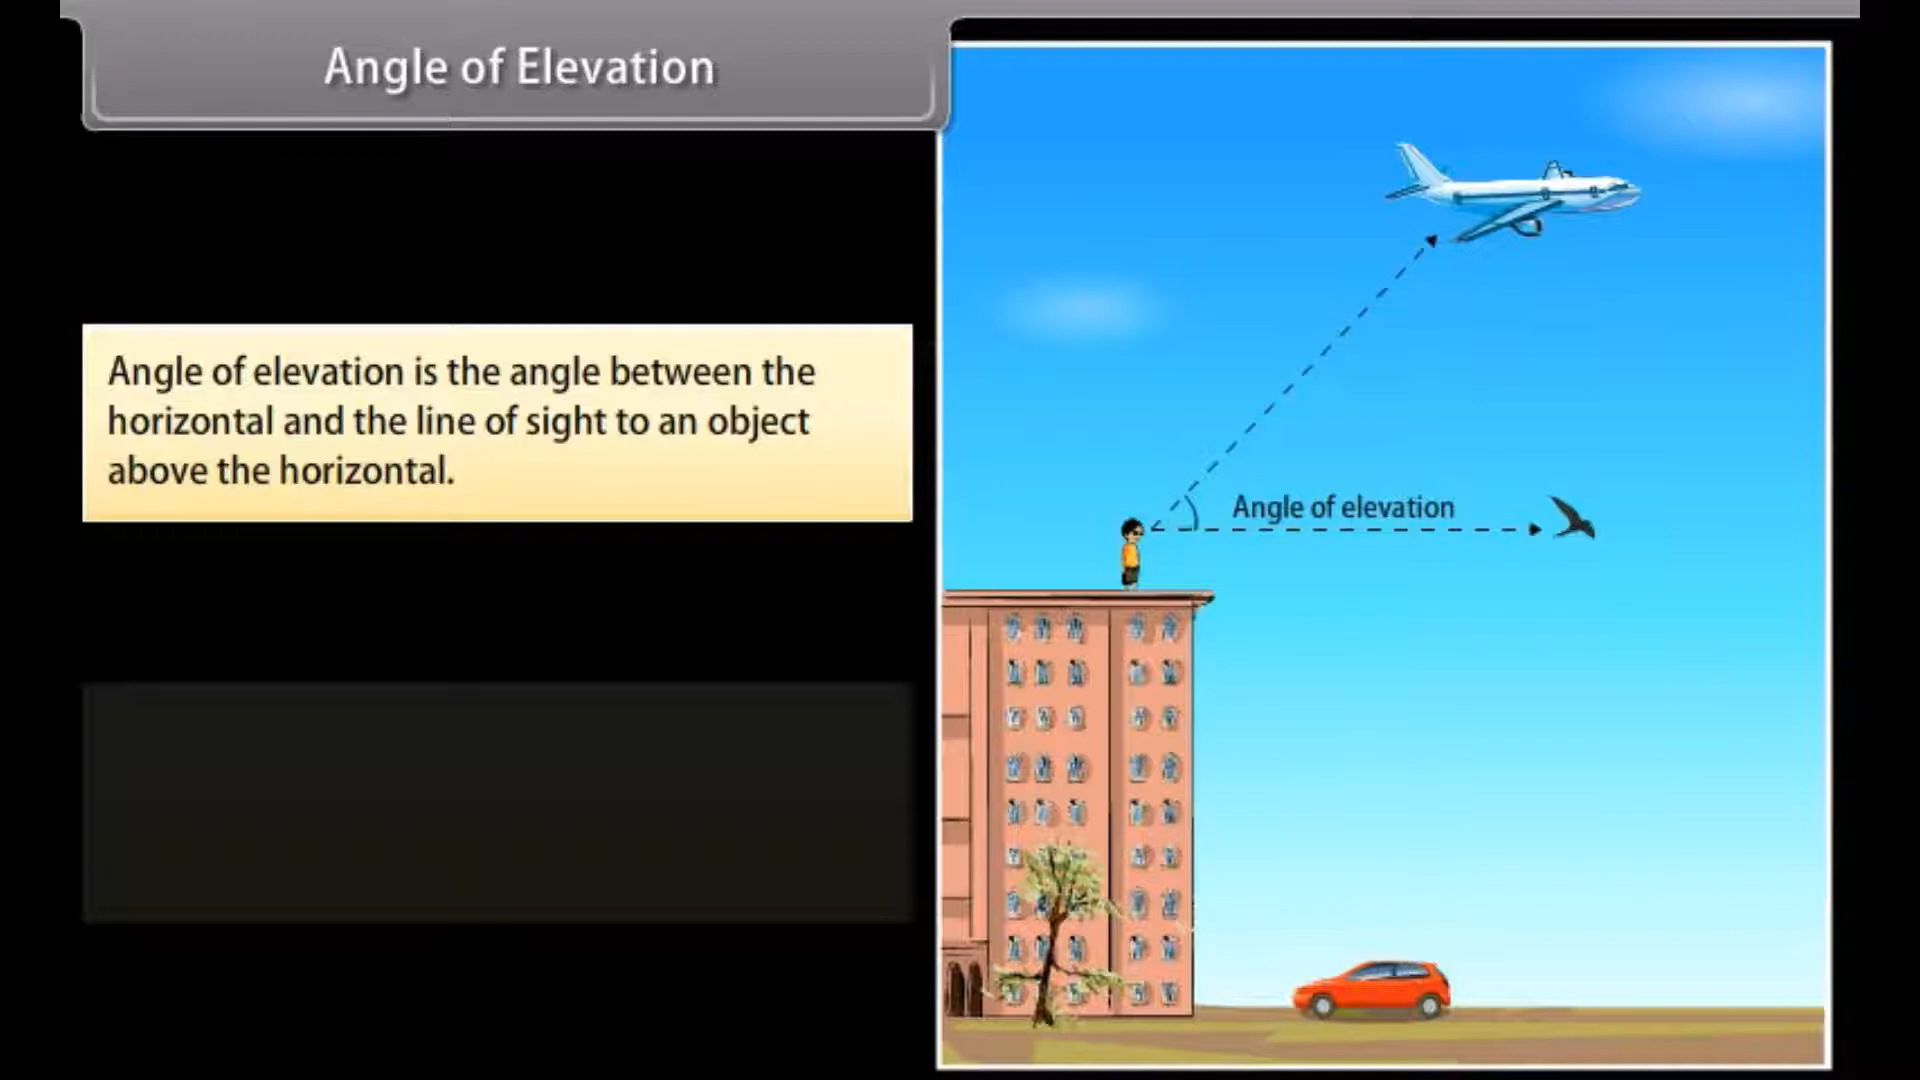 Angle of Elevation
Angle of elevation is the angle between the
horizontal and the line of sight to an object
above the horizontal.
Angle of elevation